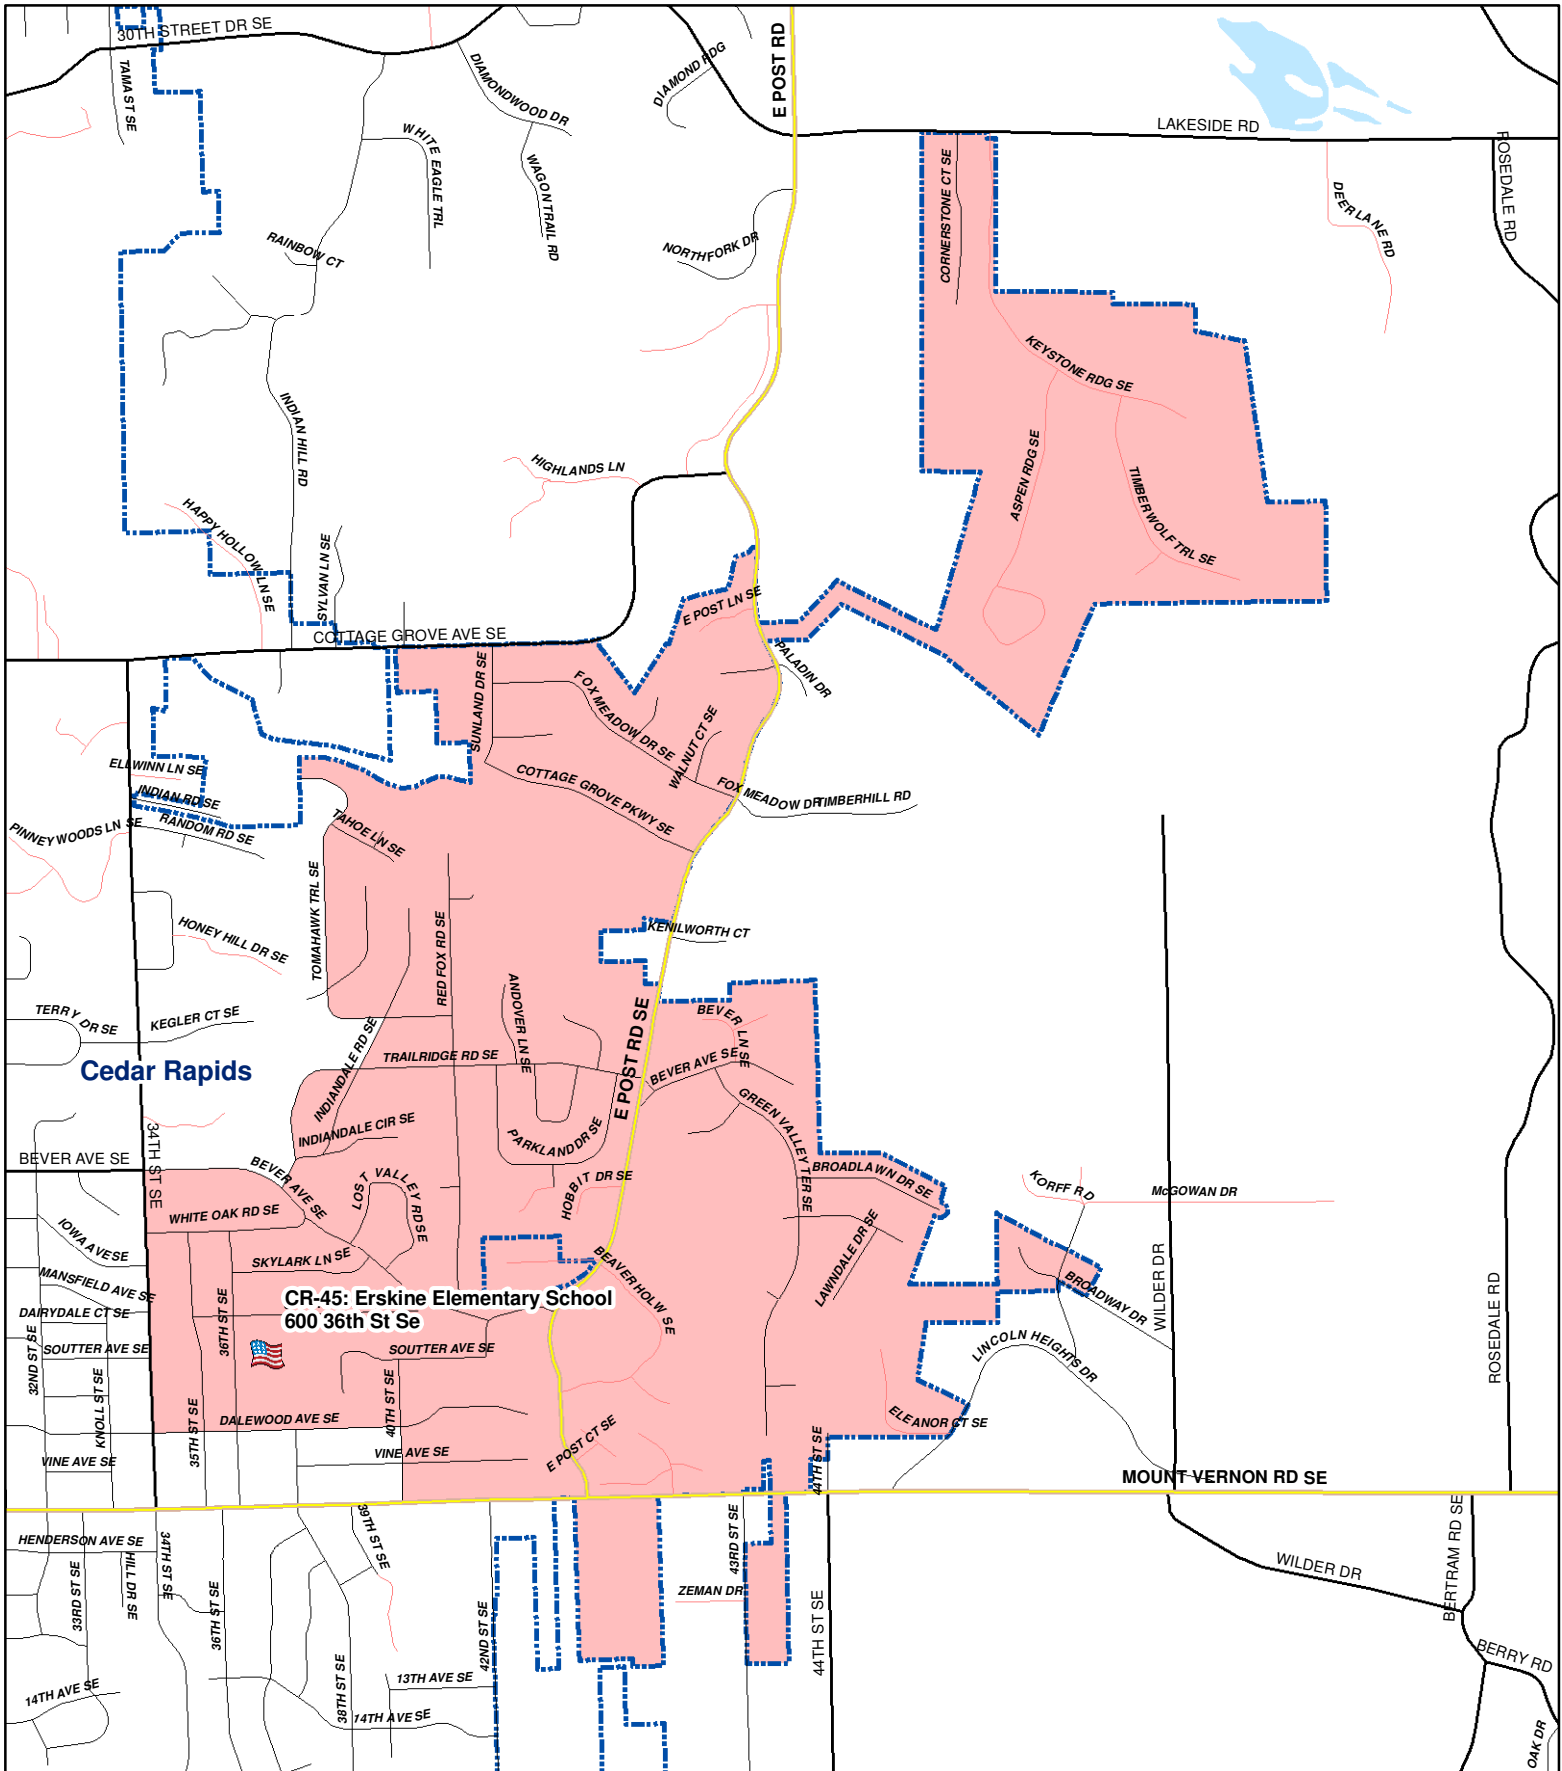 30TH STREET DR SE
TAMA ST SE
DIAMONDWOOD DR
DIAMOND RDG
E POST RD
LAKESIDE RD
ROSEDALE RD
WHITE EAGLE TRL
WAGONTRAIL RD
CORNERSTONE CT SE
DEER LANE RD
RAINBOW CT
NORTHFORK DR
KEYSTONE RDG SE
INDIAN HILL RD
HIGHLANDS LN
ASPEN RDG SE
TIMBERWOLF TRL SE
HAPPY HOLLOW LN SE
SYLVAN LN SE
E POST LN SE
COTTAGE GROVE AVE SE
PALADIN DR
SUNLAND DR SE
FOX MEADOW DR SE
WALNUT CT SE
ELLWINN LN SE
INDIAN RD SE
COTTAGE GROVE PKWY SE
FOX MEADOW DR
TIMBERHILL RD
PINNEY WOODS LN SE
RANDOM RD SE
TAHOE LN SE
TOMAHAWK TRL SE
RED FOX RD SE
HONEY HILL DR SE
KENILWORTH CT
ANDOVER LN SE
TERRY DR SE
KEGLER CT SE
BEVER LN SE
E POST RD SE
INDIANDALE RD SE
TRAILRIDGE RD SE
BEVER AVE SE
Cedar Rapids
GREEN VALLEY TER SE
INDIANDALE CIR SE
PARKLAND DR SE
34TH ST SE
BEVER AVE SE
BEVER AVE SE
LOST VALLEY RD SE
HOBBIT DR SE
BROADLAWN DR SE
KORFF RD
McGOWAN DR
WHITE OAK RD SE
IOWA AVE SE
SKYLARK LN SE
LAWNDALE DR SE
BEAVER HOLW SE
WILDER DR
BROADWAY DR
ROSEDALE RD
MANSFIELD AVE SE
CR-45: Erskine Elementary School
600 36th St Se
DAIRYDALE CT SE
36TH ST SE
SOUTTER AVE SE
SOUTTER AVE SE
LINCOLN HEIGHTS DR
32ND ST SE
KNOLL ST SE
35TH ST SE
40TH ST SE
DALEWOOD AVE SE
ELEANOR CT SE
E POST CT SE
VINE AVE SE
VINE AVE SE
44TH ST SE
MOUNT VERNON RD SE
HENDERSON AVE SE
34TH ST SE
39TH ST SE
43RD ST SE
BERTRAM RD SE
HILL DR SE
33RD ST SE
36TH ST SE
ZEMAN DR
WILDER DR
42ND ST SE
44TH ST SE
BERRY RD
38TH ST SE
13TH AVE SE
14TH AVE SE
14TH AVE SE
OAK DR